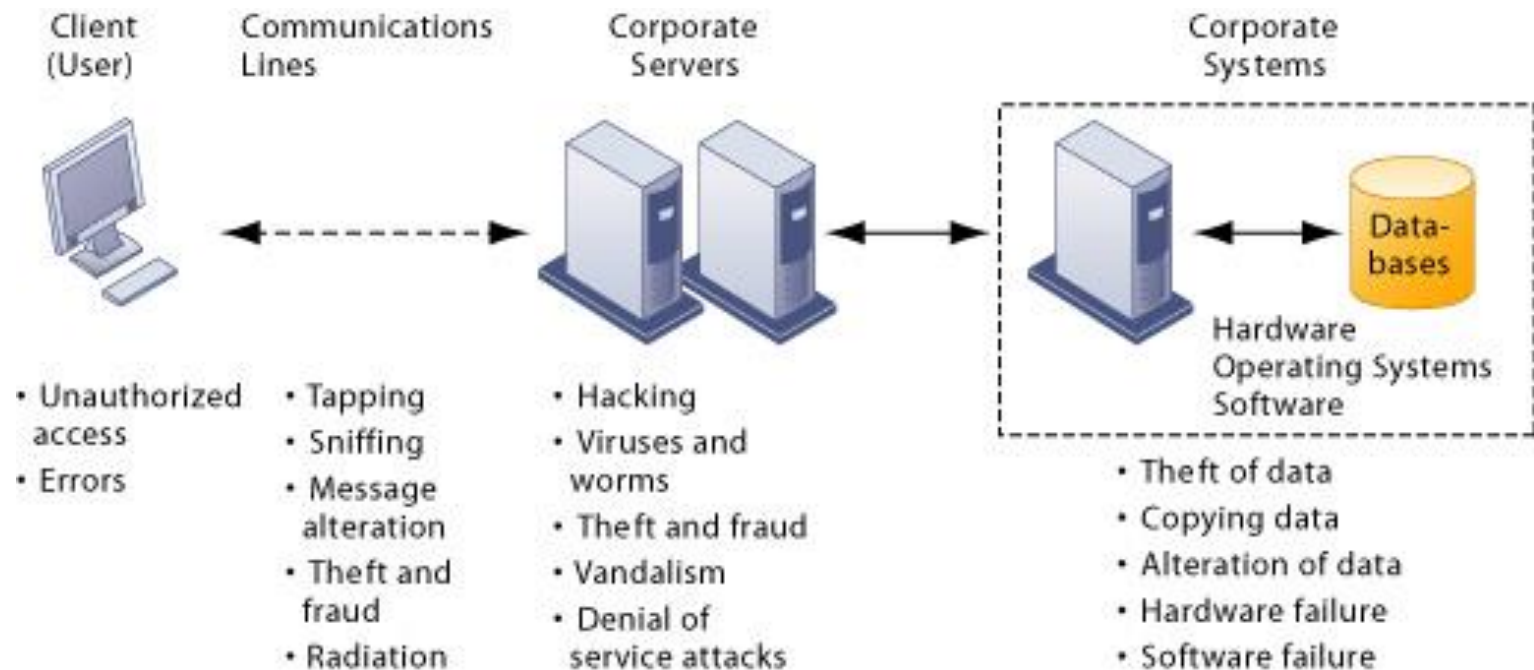 Client
(User)
Communications
Lines
Corporate
Servers
Corporate
Systems
Data-
bases
Hardware
Operating Systems
Software
• Unauthorized
access
• Errors
• Tapping
• Sniffing
• Message
alteration
• Theft and
fraud
• Radiation
• Hacking
• Viruses and
worms
• Theft and fraud
• Vandalism
• Denial of
service attacks
• Theft of data
• Copying data
• Alteration of data
• Hardware failure
• Software failure